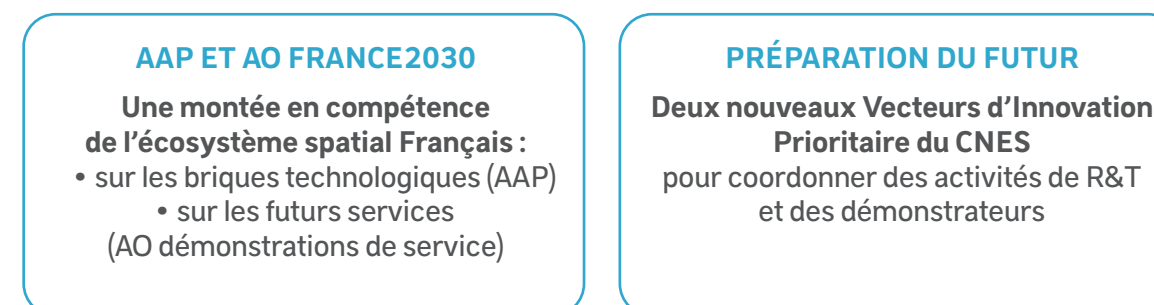 AAP ET AO FRANCE2030
Une montée en compétence
de l’écosystème spatial Français :
• sur les briques technologiques (AAP)
• sur les futurs services
(AO démonstrations de service)
PRÉPARATION DU FUTUR
Deux nouveaux Vecteurs d’Innovation
Prioritaire du CNES
pour coordonner des activités de R&T
et des démonstrateurs